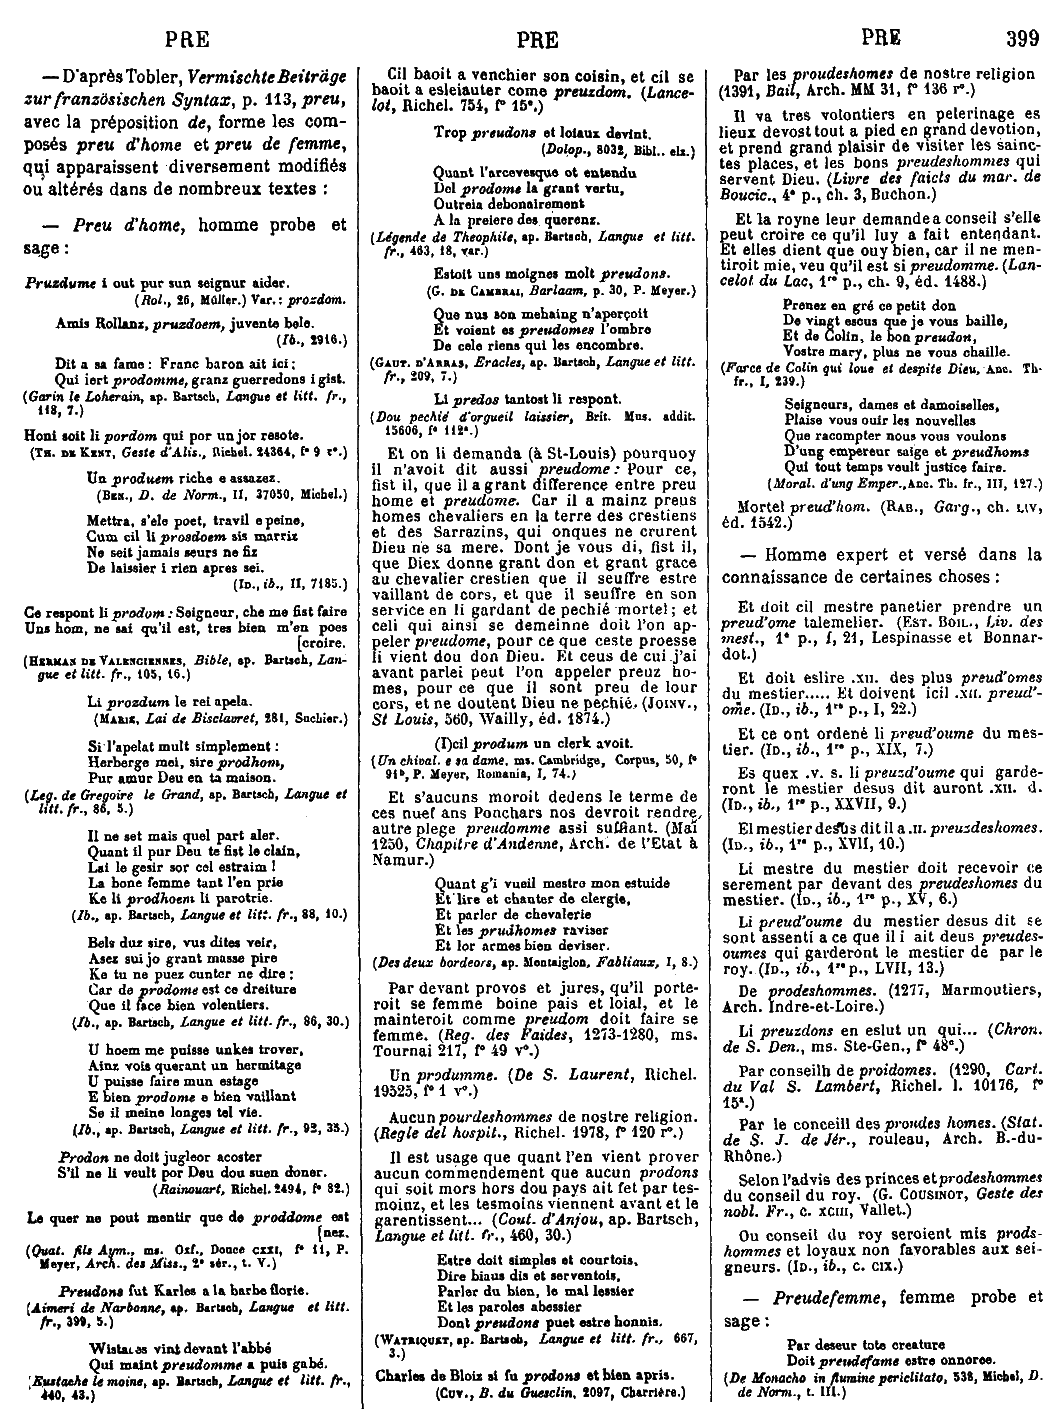 PRE
PRE
PRE 399
— D'après Tobler, Vermischte Beiträge
zur französischen Syntax, p. 113, preu,
avec la préposition de, forme les com-
posés preu d'home et preu de femme,
qui apparaissent diversement modifiés
ou altérés dans de nombreux textes :
— Preu d'home, homme probe et
sage :
Pruzdume i out pur sun seignur aider.
(Rol., 26, Müller.) Var. : prozdom.
Amis Rollanz, pruzdoem, juvente bele.
(Ib., 2916.)
Dit a sa fame : Franc baron ait ici ;
Qui iert prodomme, granz guerredons i gist.
(Garin le Loherain, ap. Bartsch, Langue et litt. fr.,
118, 7.)
Honi soit li pordom qui por un jor resote.
(TH. DE KENT, Geste d'Alis., Richel. 24364, f° 9 r°.)
Un produem riche e assazez.
(BEN., D. de Norm., II, 37050, Michel.)
Mettra, s'ele poet, travil e peine,
Cum cil li prosdoem sis marriz
Ne seit jamais seurs ne fiz
De laissier i rien apres sei.
(ID., ib., II, 7185.)
Ce respont li prodom : Seigneur, che me fist faire
Uns hom, ne sai qu'il est, tres bien m'en poes
[croire.
(HERMAN DE VALENCIENNES, Bible, ap. Bartsch, Lan-
gue et litt. fr., 105, 16.)
Li prozdum le rei apela.
(MARIE, Lai de Bisclavret, 281, Suchier.)
Si l'apelat mult simplement :
Herberge mei, sire prodhom,
Pur amur Deu en ta maison.
(Leg. de Gregoire le Grand, ap. Bartsch, Langue et
litt. fr., 86, 5.)
Il ne set mais quel part aler.
Quant il pur Deu te fist le clain,
Lai le gesir sor cel estraim !
La bone femme tant l'en prie
Ke li prodhoem li parotrie.
(Ib., ap. Bartsch, Langue et litt. fr., 88, 10.)
Bels duz sire, vus dites veir,
Asez sui jo grant masse pire
Ke tu ne puez cunter ne dire ;
Car de prodome est ce dreiture
Que il face bien volentiers.
(Ib., ap. Bartsch, Langue et litt. fr., 86, 30.)
U hoem me puisse unkes trover,
Ainz vois querant un hermitage
U puisse faire mun estage
E bien prodome e bien vaillant
Se il meine longes tel vie.
(Ib., ap. Bartsch, Langue et litt. fr., 92, 35.)
Prodon ne doit jugleor acoster
S'il ne li veult por Deu dou suen doner.
(Rainouart, Richel. 2494, f° 82.)
Le quer ne pout mentir que de proddome est
[nez.
(Quat. fils Aym., ms. Oxf., Douce CXXI, f° 11, P.
Meyer, Arch. des Miss., 2° sér., t. V.)
Preudons fut Karles a la barbe florie.
(Aimeri de Narbonne, ap. Bartsch, Langue et litt.
fr., 399, 5.)
Wistaces vint devant l'abbé
Qui maint preudomme a puis gabé.
(Eustache le moine, ap. Bartsch, Langue et litt. fr.,
440, 43.)
Cil baoit a venchier son coisin, et cil se
baoit a esleiauter come preuzdom. (Lance-
lot, Richel. 754, f° 15ª.)
Trop preudons et loiaux devint.
(Dolop., 8032, Bibl. elz.)
Quant l'arcevesque ot entendu
Del prodome la grant vertu,
Outreia debonairement
A la preiere des querenz.
(Légende de Theophile, ap. Bartsch, Langue et litt.
fr., 463, 18, var.)
Estoit uns moignes molt preudons.
(G. DE CAMBRAI, Barlaam, p. 30, P. Meyer.)
Que nus son mehaing n'aperçoit
Et voient es preudomes l'ombre
De cele riens qui les encombre.
(GAUT. D'ARRAS, Eracles, ap. Bartsch, Langue et litt.
fr., 209, 7.)
Li predos tantost li respont.
(Dou pechié d'orgueil laissier, Brit. Mus. addit.
15606, f° 112ª.)
Et on li demanda (à St-Louis) pourquoy
il n'avoit dit aussi preudome : Pour ce,
fist il, que il a grant difference entre preu
home et preudome. Car il a mainz preus
homes chevaliers en la terre des crestiens
et des Sarrazins, qui onques ne crurent
Dieu ne sa mere. Dont je vous di, fist il,
que Diex donne grant don et grant grace
au chevalier crestien que il seuffre estre
vaillant de cors, et que il seuffre en son
service en li gardant de pechié mortel ; et
celi qui ainsi se demeinne doit l'on ap-
peler preudome, pour ce que ceste proesse
li vient dou don Dieu. Et ceus de cui j'ai
avant parlei peut l'on appeler preuz ho-
mes, pour ce que il sont preu de lour
cors, et ne doutent Dieu ne pechié. (JOINV.,
St Louis, 560, Wailly, éd. 1874.)
(I)cil produm un clerk avoit.
(Un chival. e sa dame, ms. Cambridge, Corpus, 50, f°
91ᵇ, P. Meyer, Romania, I, 74.)
Et s'aucuns moroit dedens le terme de
ces nuef ans Ponchars nos devroit rendre
autre plege preudomme assi suffiant. (Mai
1250, Chapitre d'Andenne, Arch. de l'Etat à
Namur.)
Quant g'i vueil mestre mon estuide
Et lire et chanter de clergie,
Et parler de chevalerie
Et les prudhomes raviser
Et lor armes bien deviser.
(Des deux bordeors, ap. Montaiglon, Fabliaux, I, 8.)
Par devant provos et jures, qu'il porte-
roit se femme boine pais et loial, et le
mainteroit comme preudom doit faire se
femme. (Reg. des Faides, 1273-1280, ms.
Tournai 217, f° 49 v°.)
Un produmme. (De S. Laurent, Richel.
19525, f° 1 v°.)
Aucun pourdeshommes de nostre religion.
(Regle del hospit., Richel. 1978, f° 120 r°.)
Il est usage que quant l'en vient prover
aucun commendement que aucun prodons
qui soit mors hors dou pays ait fet par tes-
moinz, et les tesmoins viennent avant et le
garentissent... (Cout. d'Anjou, ap. Bartsch,
Langue et litt. fr., 460, 30.)
Estre doit simples et courtois,
Dire biaus dis et serventois,
Parler du bien, le mal lessier
Et les paroles abessier
Dont preudons puet estre honnis.
(WATRIQUET, ap. Bartsch, Langue et litt. fr., 667,
3.)
Charles de Bloiz si fu prodons et bien apris.
(CUV., B. du Guesclin, 2097, Charrière.)
Par les proudeshomes de nostre religion
(1391, Bail, Arch. MM 31, f° 136 r°.)
Il va tres volontiers en pelerinage es
lieux devost tout a pied en grand devotion,
et prend grand plaisir de visiter les sainc-
tes places, et les bons preudeshommes qui
servent Dieu. (Livre des faicts du mar. de
Boucic., 4° p., ch. 3, Buchon.)
Et la royne leur demande a conseil s'elle
peut croire ce qu'il luy a fait entendant.
Et elles dient que ouy bien, car il ne men-
tiroit mie, veu qu'il est si preudomme. (Lan-
celot du Lac, 1ʳᵉ p., ch. 9, éd. 1488.)
Prenez en gré ce petit don
De vingt escus que je vous baille,
Et de Colin, le bon preudon,
Vostre mary, plus ne vous chaille.
(Farce de Colin qui loue et despite Dieu, Anc. Th-
fr., I, 239.)
Seigneurs, dames et damoiselles,
Plaise vous ouir les nouvelles
Que racompter nous vous voulons
D'ung empereur saige et preudhoms
Qui tout temps veult justice faire.
(Moral. d'ung Emper., Anc. Th. fr., III, 127.)
Mortel preud'hom. (RAB., Garg., ch. LIV,
éd. 1542.)
— Homme expert et versé dans la
connaissance de certaines choses :
Et doit cil mestre panetier prendre un
preud'ome talemelier. (EST. BOIL., Liv. des
mest., 1° p., I, 21, Lespinasse et Bonnar-
dot.)
Et doit eslire .XII. des plus preud'omes
du mestier..... Et doivent icil .XII. preud'-
ome. (ID., ib., 1ʳᵉ p., I, 22.)
Et ce ont ordené li preud'oume du mes-
tier. (ID., ib., 1ʳᵉ p., XIX, 7.)
Es quex .v. s. li preuzd'oume qui garde-
ront le mestier desus dit auront .XII. d.
(ID., ib., 1ʳᵉ p., XXVII, 9.)
El mestier desus dit il a .II. preuzdeshomes.
(ID., ib., 1ʳᵉ p., XVII, 10.)
Li mestre du mestier doit recevoir ce
serement par devant des preudeshomes du
mestier. (ID., ib., 1ʳᵉ p., XV, 6.)
Li preud'oume du mestier desus dit se
sont assenti a ce que il i ait deus preudes-
oumes qui garderont le mestier de par le
roy. (ID., ib., 1ʳᵉ p., LVII, 13.)
De prodeshommes. (1277, Marmoutiers,
Arch. Indre-et-Loire.)
Li preuzdons en eslut un qui... (Chron.
de S. Den., ms. Ste-Gen., f° 48ᵉ.)
Par conseilh de proidomes. (1290, Cart.
du Val S. Lambert, Richel. l. 10176, f°
15ª.)
Par le conceill des proudes homes. (Stat.
de S. J. de Jér., rouleau, Arch. B.-du-
Rhône.)
Selon l'advis des princes et prodeshommes
du conseil du roy. (G. COUSINOT, Geste des
nobl. Fr., c. XCIII, Vallet.)
Ou conseil du roy seroient mis prods-
hommes et loyaux non favorables aux sei-
gneurs. (ID., ib., c. CIX.)
— Preudefemme, femme probe et
sage :
Par deseur tote creature
Doit preudefame estre onnoree.
(De Monacho in flumine periclitato, 538, Michel, D.
de Norm., t. III.)